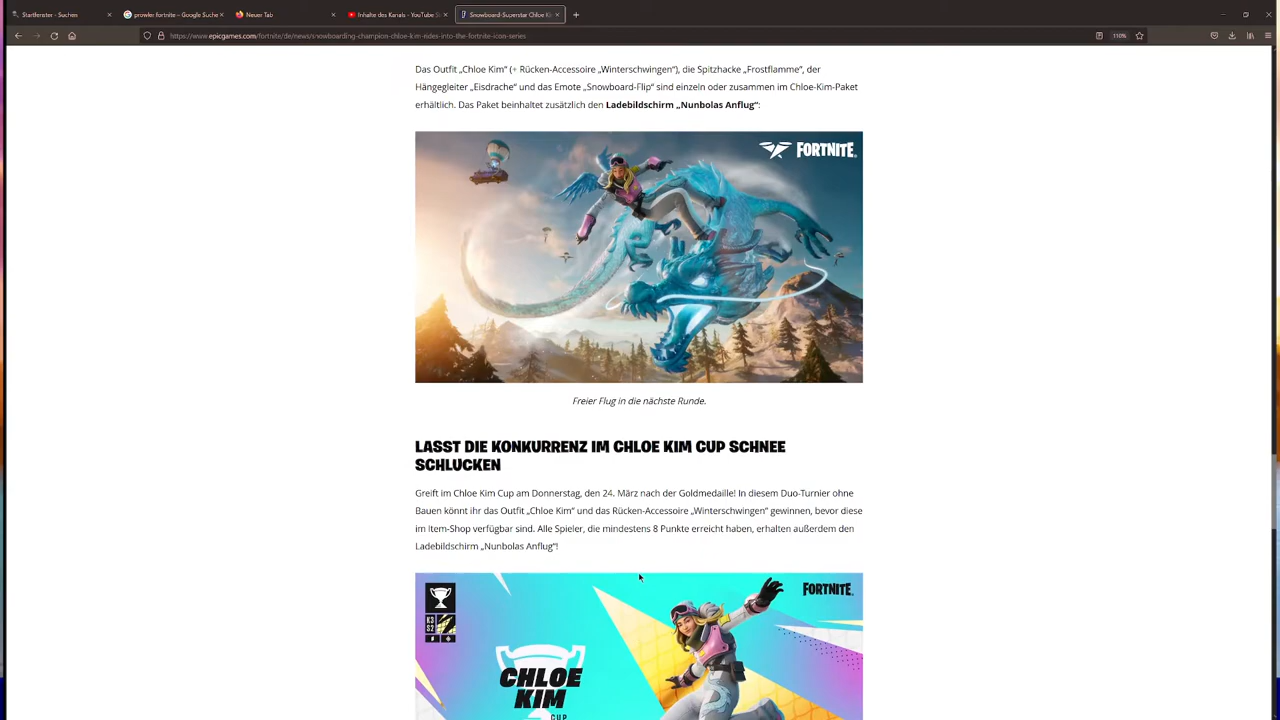 Startfenster - Suchen
prowler fortnite – Google Suche
Neuer Tab
Inhalte des Kanals - YouTube St
Snowboard-Superstar Chloe Ki
https://www.epicgames.com/fortnite/de/news/snowboarding-champion-chloe-kim-rides-into-the-fortnite-icon-series
110%
Das Outfit „Chloe Kim" (+ Rücken-Accessoire „Winterschwingen"), die Spitzhacke „Frostflamme", der
Hängegleiter „Eisdrache" und das Emote „Snowboard-Flip" sind einzeln oder zusammen im Chloe-Kim-Paket
erhältlich. Das Paket beinhaltet zusätzlich den Ladebildschirm „Nunbolas Anflug":
FORTNITE
Freier Flug in die nächste Runde.
LASST DIE KONKURRENZ IM CHLOE KIM CUP SCHNEE
SCHLUCKEN
Greift im Chloe Kim Cup am Donnerstag, den 24. März nach der Goldmedaille! In diesem Duo-Turnier ohne
Bauen könnt ihr das Outfit „Chloe Kim" und das Rücken-Accessoire „Winterschwingen" gewinnen, bevor diese
im Item-Shop verfügbar sind. Alle Spieler, die mindestens 8 Punkte erreicht haben, erhalten außerdem den
Ladebildschirm „Nunbolas Anflug"!
FORTNITE
K3
S2
CHLOE
KIM
CUP